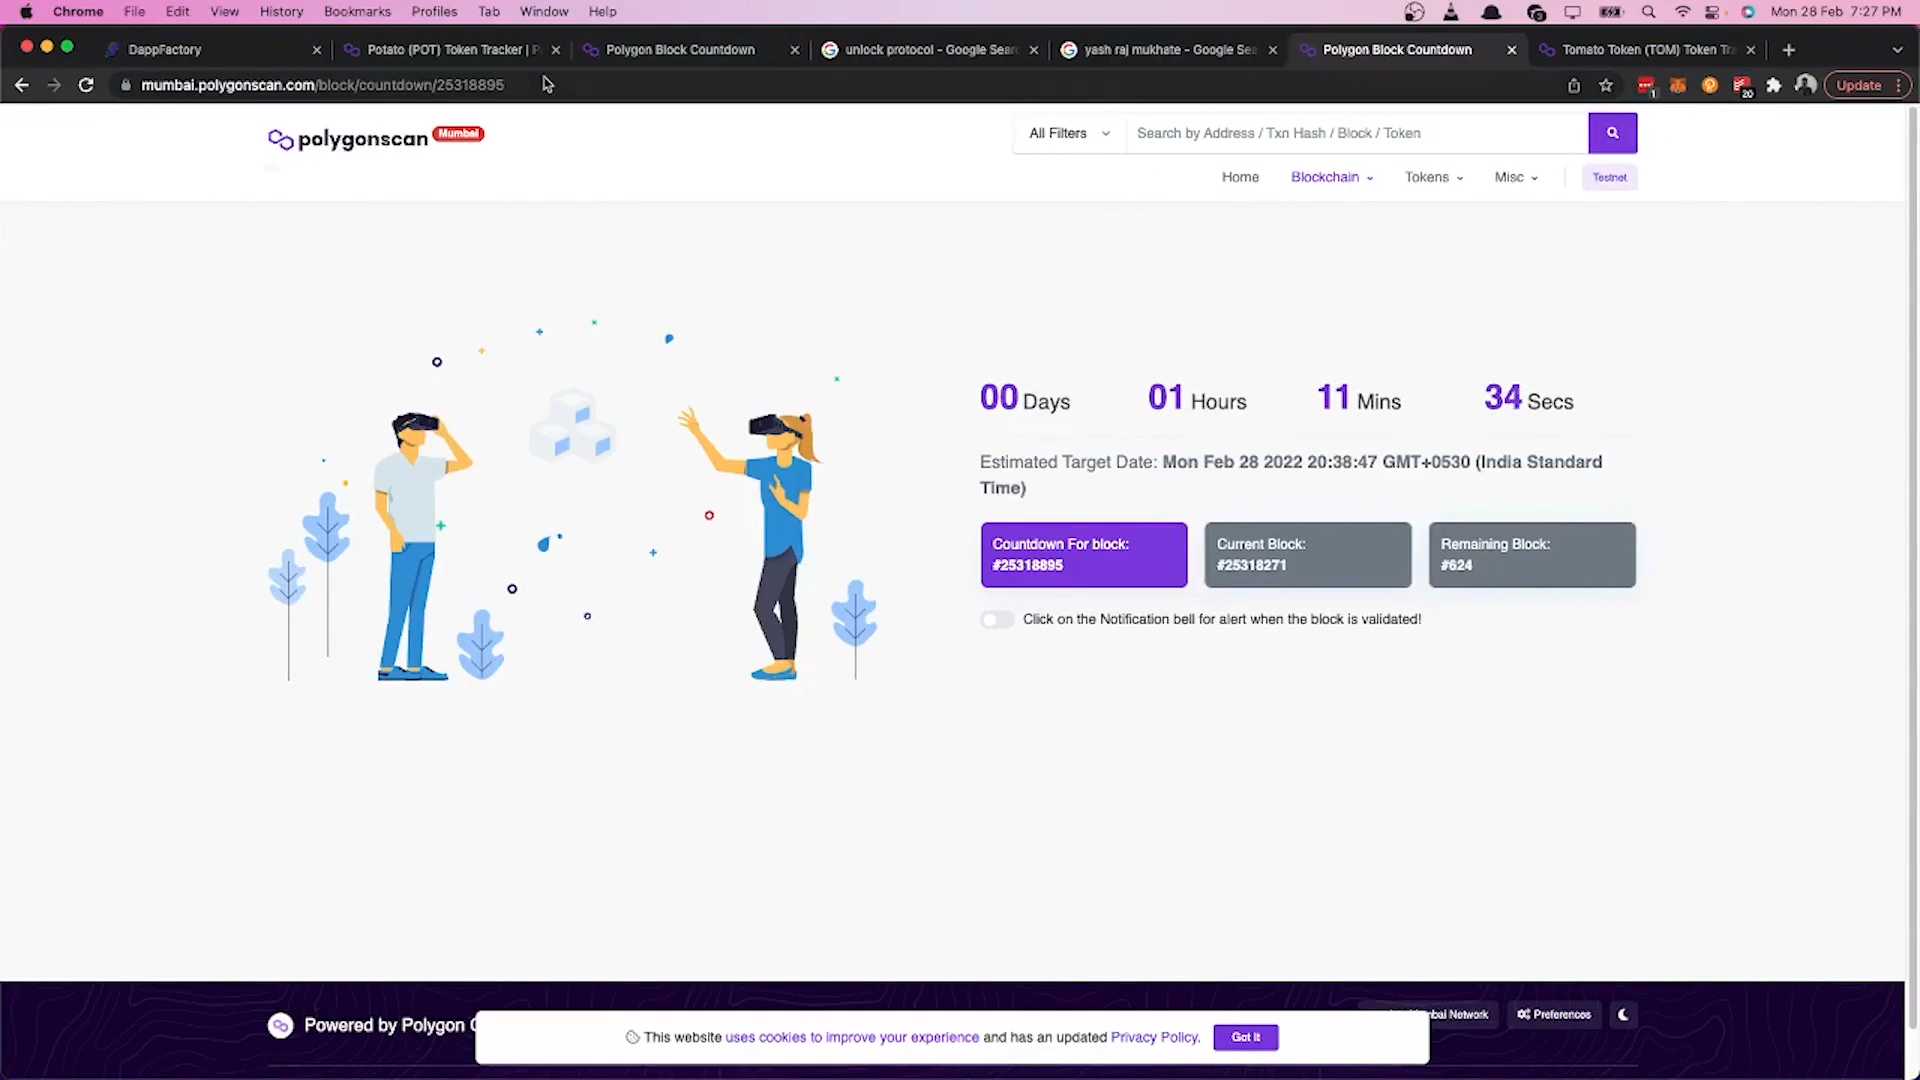 Chrome File Edit View History Bookmarks Profiles Tab Window Help Mon 28 Feb 7:27 PM
DappFactory Potato (POT) Token Tracker | P Polygon Block Countdown unlock protocol - Google Searc yash raj mukhate - Google Sea Polygon Block Countdown Tomato Token (TOM) Token Tra
mumbai.polygonscan.com/block/countdown/25318895 1 20 Update
polygonscan Mumbai
All Filters Search by Address / Txn Hash / Block / Token
Home Blockchain Tokens Misc Testnet
00 Days 01 Hours 11 Mins 34 Secs
Estimated Target Date: Mon Feb 28 2022 20:38:47 GMT+0530 (India Standard
Time)
Countdown For block: Current Block: Remaining Block:
#25318895 #25318271 #624
Click on the Notification bell for alert when the block is validated!
Powered by Polygon Network Preferences
This website uses cookies to improve your experience and has an updated Privacy Policy. Got It